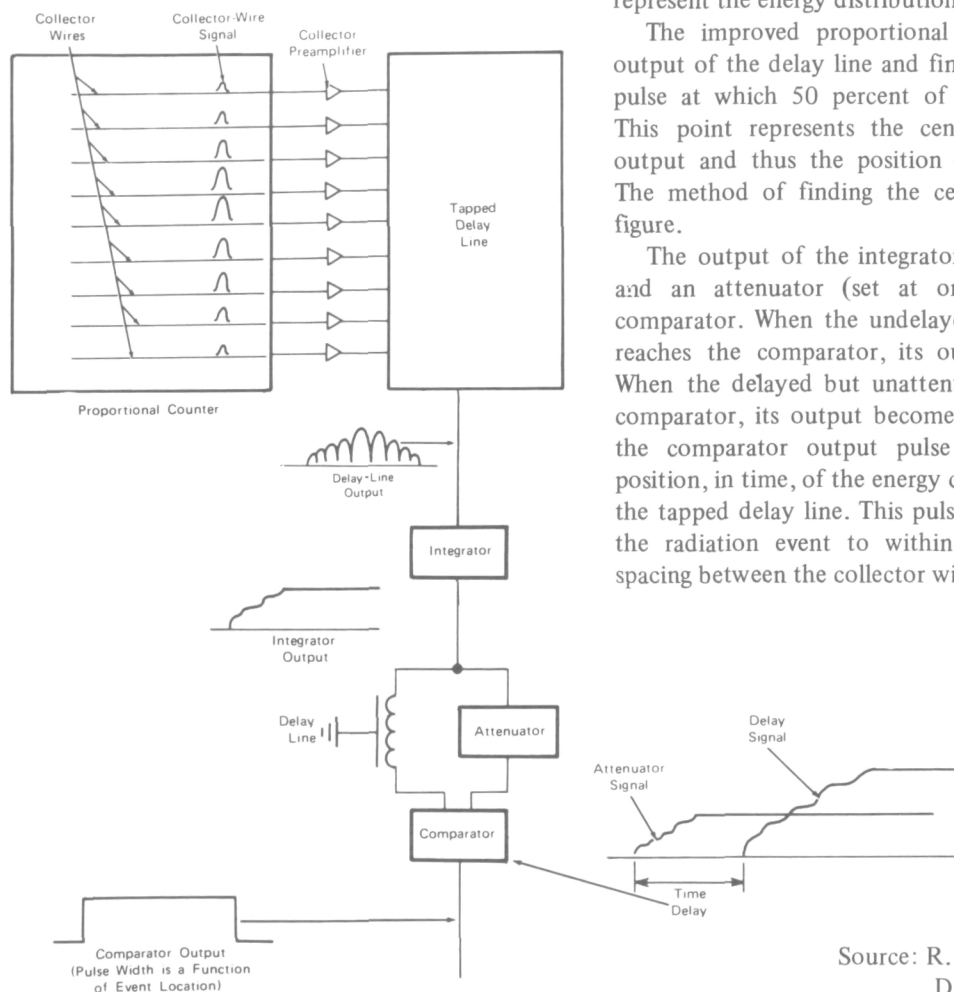 Collector
Wires
Collector-Wire
Signal
Collector
Preamplifier
Tapped
Delay
Line
Proportional Counter
Delay-Line
Output
Integrator
Integrator
Output
Delay
Line
Attenuator
Comparator
Attenuator
Signal
Delay
Signal
Time
Delay
Comparator Output
(Pulse Width is a Function
of Event Location)
represent the energy distribution
The improved proportional
output of the delay line and fin
pulse at which 50 percent of
This point represents the cen
output and thus the position
The method of finding the ce
figure.
The output of the integrato
and an attenuator (set at or
comparator. When the undelaye
reaches the comparator, its ou
When the delayed but unatten
comparator, its output become
the comparator output pulse
position, in time, of the energy c
the tapped delay line. This puls
the radiation event to within
spacing between the collector wi
Source: R.
D